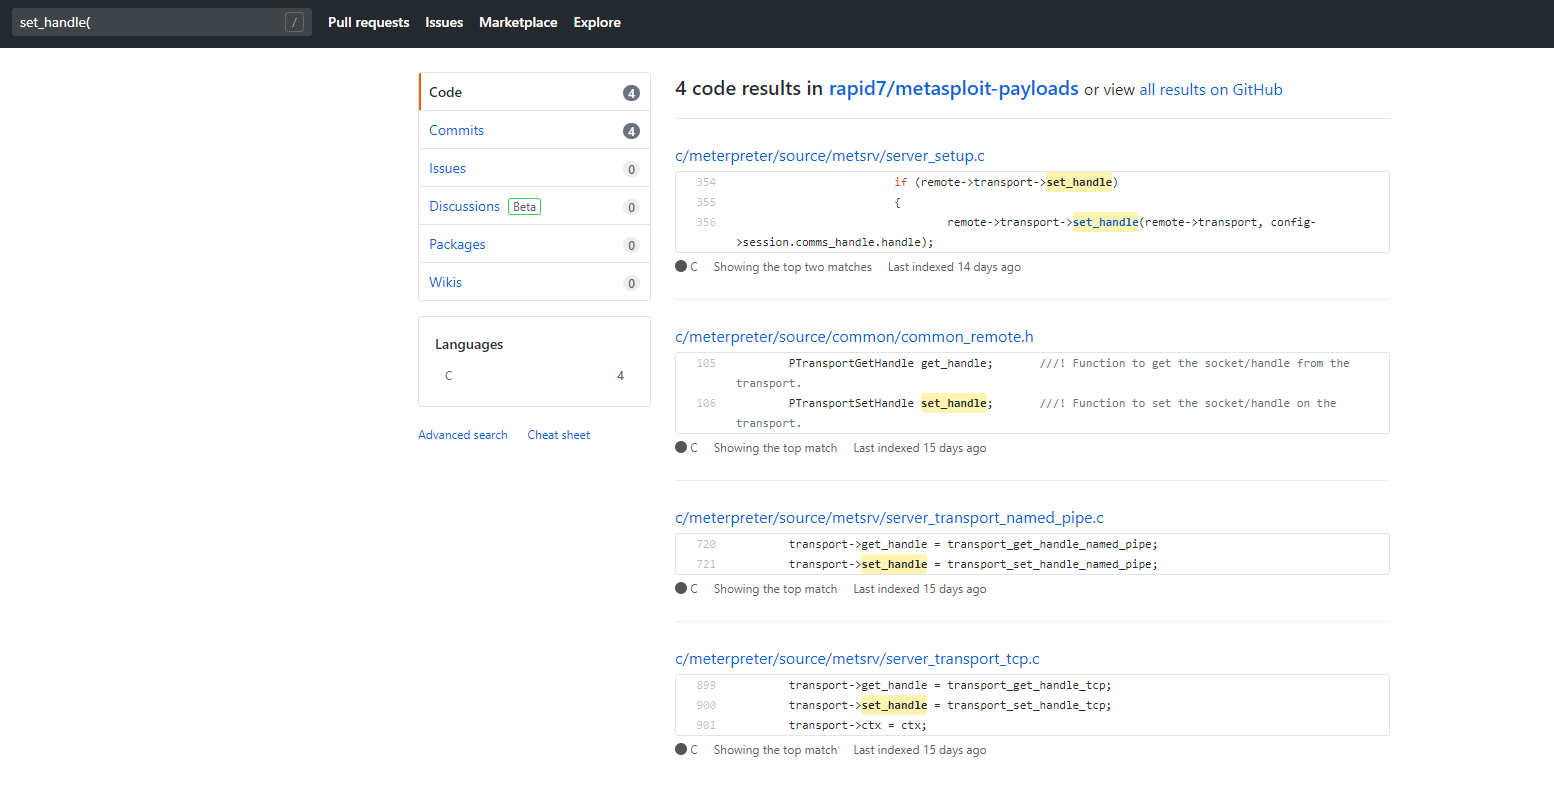 set_handle(
/
Pull requests Issues Marketplace Explore
Code 4
Commits 4
Issues 0
Discussions Beta 0
Packages 0
Wikis 0
Languages
C 4
Advanced search Cheat sheet
4 code results in rapid7/metasploit-payloads or view all results on GitHub
c/meterpreter/source/metsrv/server_setup.c
354 if (remote->transport->set_handle)
355 {
356 remote->transport->set_handle(remote->transport, config-
>session.comms_handle.handle);
C Showing the top two matches Last indexed 14 days ago
c/meterpreter/source/common/common_remote.h
105 PTransportGetHandle get_handle; ///! Function to get the socket/handle from the
transport.
106 PTransportSetHandle set_handle; ///! Function to set the socket/handle on the
transport.
C Showing the top match Last indexed 15 days ago
c/meterpreter/source/metsrv/server_transport_named_pipe.c
720 transport->get_handle = transport_get_handle_named_pipe;
721 transport->set_handle = transport_set_handle_named_pipe;
C Showing the top match Last indexed 15 days ago
c/meterpreter/source/metsrv/server_transport_tcp.c
899 transport->get_handle = transport_get_handle_tcp;
900 transport->set_handle = transport_set_handle_tcp;
901 transport->ctx = ctx;
C Showing the top match Last indexed 15 days ago